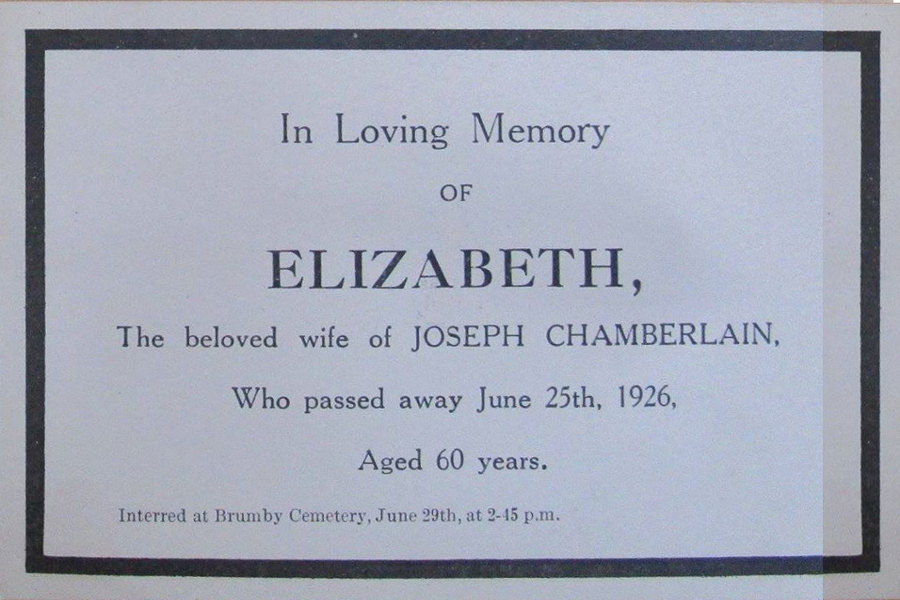 In Loving Memory
OF
ELIZABETH,
The beloved wife of JOSEPH CHAMBERLAIN,
Who passed away June 25th, 1926,
Aged 60 years.
Interred at Brumby Cemetery, June 29th, at 2-45 p.m.